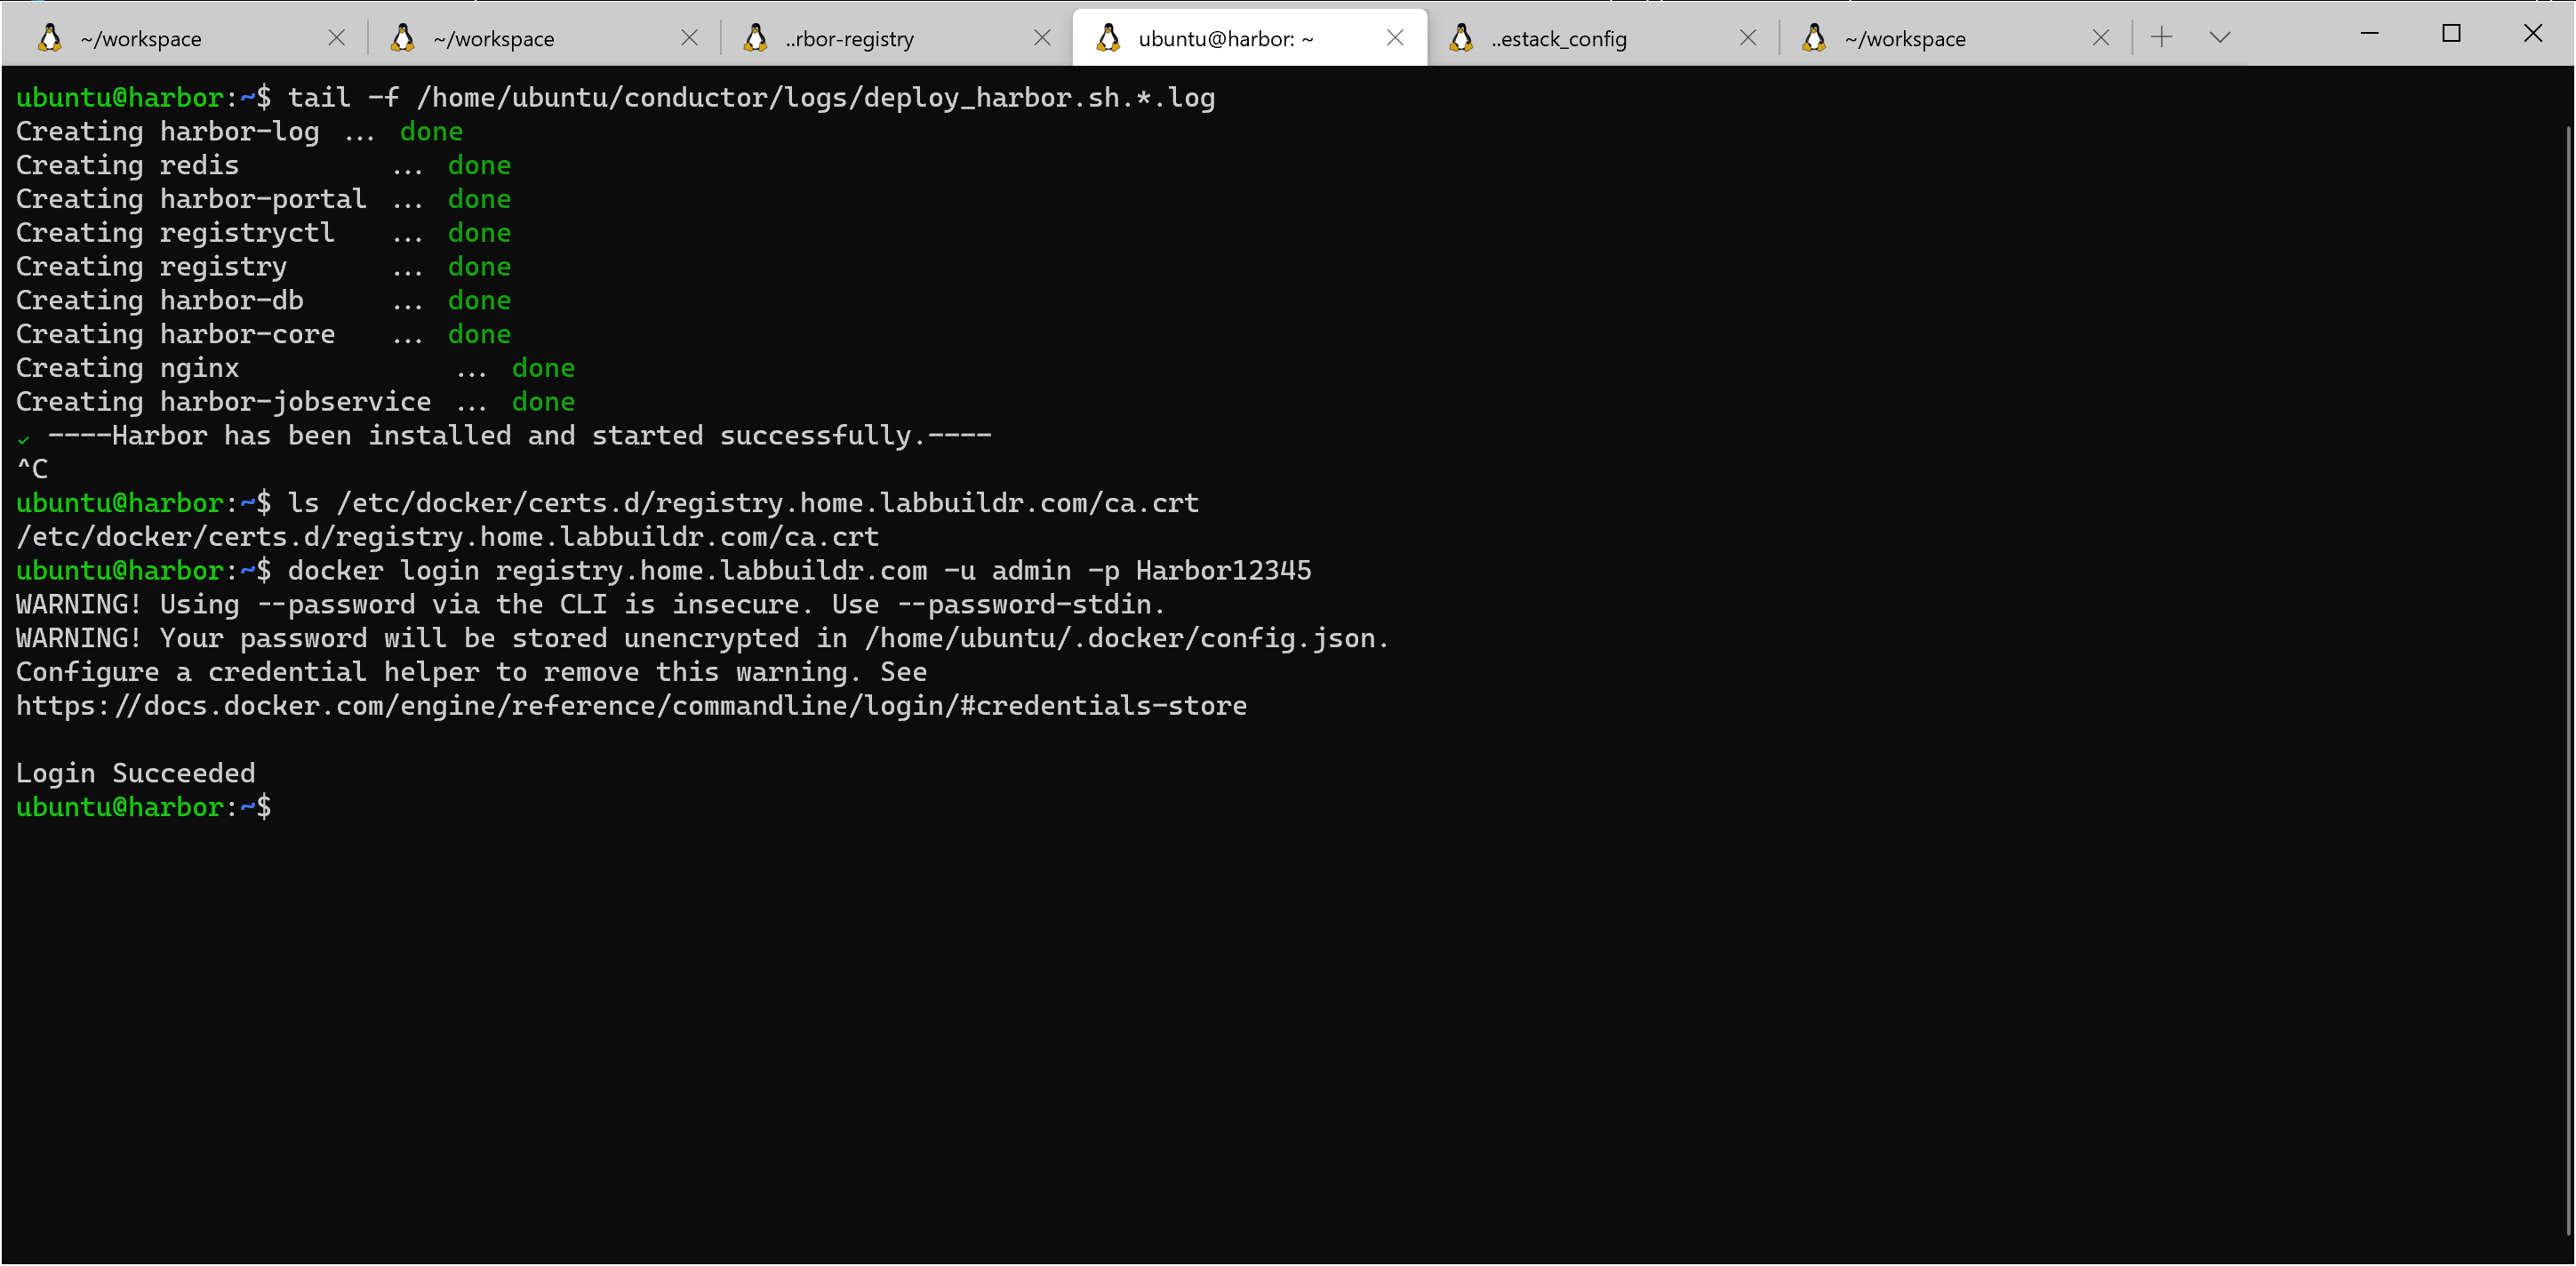 ~/workspace ~/workspace ..rbor-registry ubuntu@harbor: ~ ..estack_config ~/workspace
ubuntu@harbor:~$ tail -f /home/ubuntu/conductor/logs/deploy_harbor.sh.*.log
Creating harbor-log ... done
Creating redis ... done
Creating harbor-portal ... done
Creating registryctl ... done
Creating registry ... done
Creating harbor-db ... done
Creating harbor-core ... done
Creating nginx ... done
Creating harbor-jobservice ... done
✓ ----Harbor has been installed and started successfully.----
^C
ubuntu@harbor:~$ ls /etc/docker/certs.d/registry.home.labbuildr.com/ca.crt
/etc/docker/certs.d/registry.home.labbuildr.com/ca.crt
ubuntu@harbor:~$ docker login registry.home.labbuildr.com -u admin -p Harbor12345
WARNING! Using --password via the CLI is insecure. Use --password-stdin.
WARNING! Your password will be stored unencrypted in /home/ubuntu/.docker/config.json.
Configure a credential helper to remove this warning. See
https://docs.docker.com/engine/reference/commandline/login/#credentials-store
Login Succeeded
ubuntu@harbor:~$